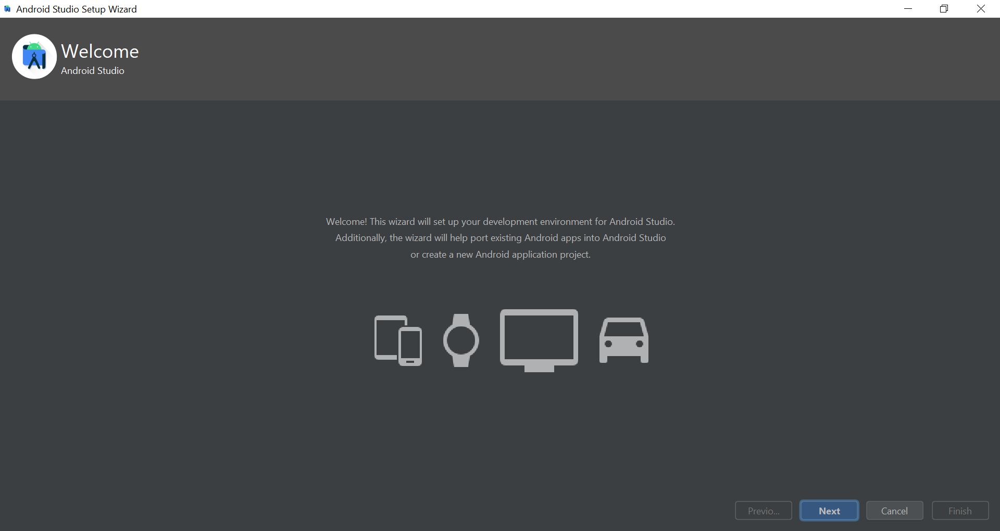 Android Studio Setup Wizard
Welcome
Android Studio
Welcome! This wizard will set up your development environment for Android Studio.
Additionally, the wizard will help port existing Android apps into Android Studio
or create a new Android application project.
Previo... Next Cancel Finish